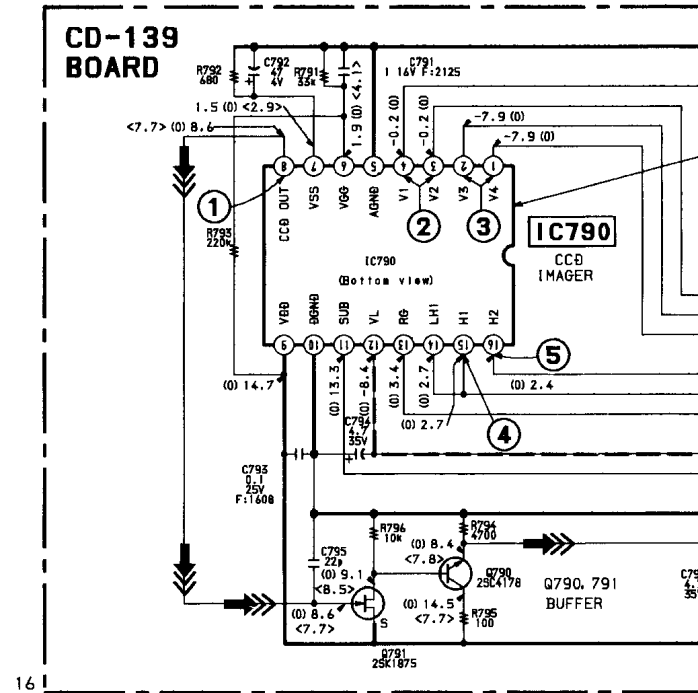 CD-139
BOARD
R792
680
C792
47
4V
R791
33k
C791
1 16V F:2125
1.5 (0) <2.9>
1.9 (0) <4.1>
-0.2 (0)
-0.2 (0)
-7.9 (0)
-7.9 (0)
<7.7> (0) 8.6
8 7 6 5 4 3 2 1
CCD OUT
VSS
VGG
AGND
V1
V2
V3
V4
1
2
3
R793
220k
IC790
(Bottom view)
IC790
CCD
IMAGER
VDD
DGND
SUB
VL
RG
LH1
H1
H2
9 10 11 12 13 14 15 16
5
(0) 14.7
(0) 13.3
(0) -8.4
(0) 3.4
(0) 2.7
(0) 2.7
(0) 2.4
4
C794
4.7
35V
C793
0.1
25V
F:1608
C795
22p
R796
10k
(0) 9.1
<8.5>
(0) 8.6
<7.7>
S
Q791
2SK1875
R794
4700
(0) 8.4
<7.8>
Q790
2SC4178
(0) 14.5
<7.7>
R795
100
Q790, 791
BUFFER
16